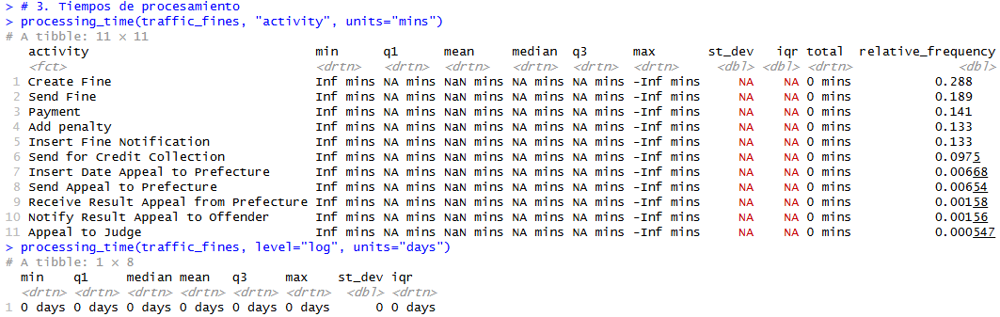 > # 3. Tiempos de procesamiento
> processing_time(traffic_fines, "activity", units="mins")
# A tibble: 11 × 11
activity min q1 mean median q3 max st_dev iqr total relative_frequency
<fct> <drtn> <drtn> <drtn> <drtn> <drtn> <drtn> <dbl> <dbl> <drtn> <dbl>
1 Create Fine Inf mins NA mins NaN mins NA mins NA mins -Inf mins NA NA 0 mins 0.288
2 Send Fine Inf mins NA mins NaN mins NA mins NA mins -Inf mins NA NA 0 mins 0.189
3 Payment Inf mins NA mins NaN mins NA mins NA mins -Inf mins NA NA 0 mins 0.141
4 Add penalty Inf mins NA mins NaN mins NA mins NA mins -Inf mins NA NA 0 mins 0.133
5 Insert Fine Notification Inf mins NA mins NaN mins NA mins NA mins -Inf mins NA NA 0 mins 0.133
6 Send for Credit Collection Inf mins NA mins NaN mins NA mins NA mins -Inf mins NA NA 0 mins 0.0975
7 Insert Date Appeal to Prefecture Inf mins NA mins NaN mins NA mins NA mins -Inf mins NA NA 0 mins 0.00668
8 Send Appeal to Prefecture Inf mins NA mins NaN mins NA mins NA mins -Inf mins NA NA 0 mins 0.00654
9 Receive Result Appeal from Prefecture Inf mins NA mins NaN mins NA mins NA mins -Inf mins NA NA 0 mins 0.00158
10 Notify Result Appeal to Offender Inf mins NA mins NaN mins NA mins NA mins -Inf mins NA NA 0 mins 0.00156
11 Appeal to Judge Inf mins NA mins NaN mins NA mins NA mins -Inf mins NA NA 0 mins 0.000547
> processing_time(traffic_fines, level="log", units="days")
# A tibble: 1 × 8
min q1 median mean q3 max st_dev iqr
<drtn> <drtn> <drtn> <drtn> <drtn> <drtn> <dbl> <drtn>
1 0 days 0 days 0 days 0 days 0 days 0 days 0 0 days